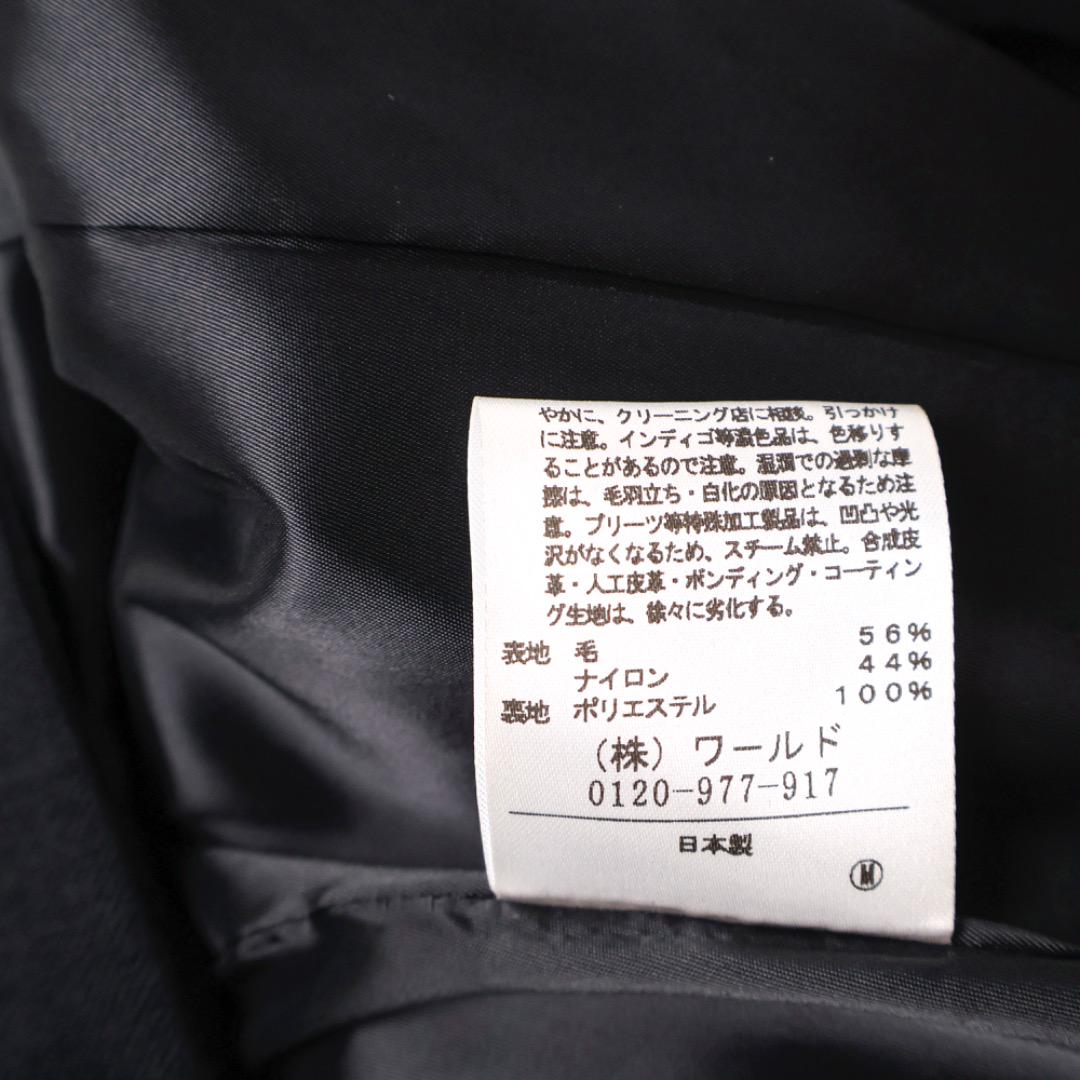 やかに、クリーニング店に相談。引っかけ
に注意。インディゴ等濃色品は、色移りす
ることがあるので注意。湿潤での過剰な摩
擦は、毛羽立ち・白化の原因となるため注
意。プリーツ等特殊加工製品は、凹凸や光
沢がなくなるため、スチーム禁止。合成皮
革・人工皮革・ボンディング・コーティン
グ生地は、徐々に劣化する。
表地 毛 56%
ナイロン 44%
裏地 ポリエステル 100%
(株) ワールド
0120-977-917
日本製
Ⓜ